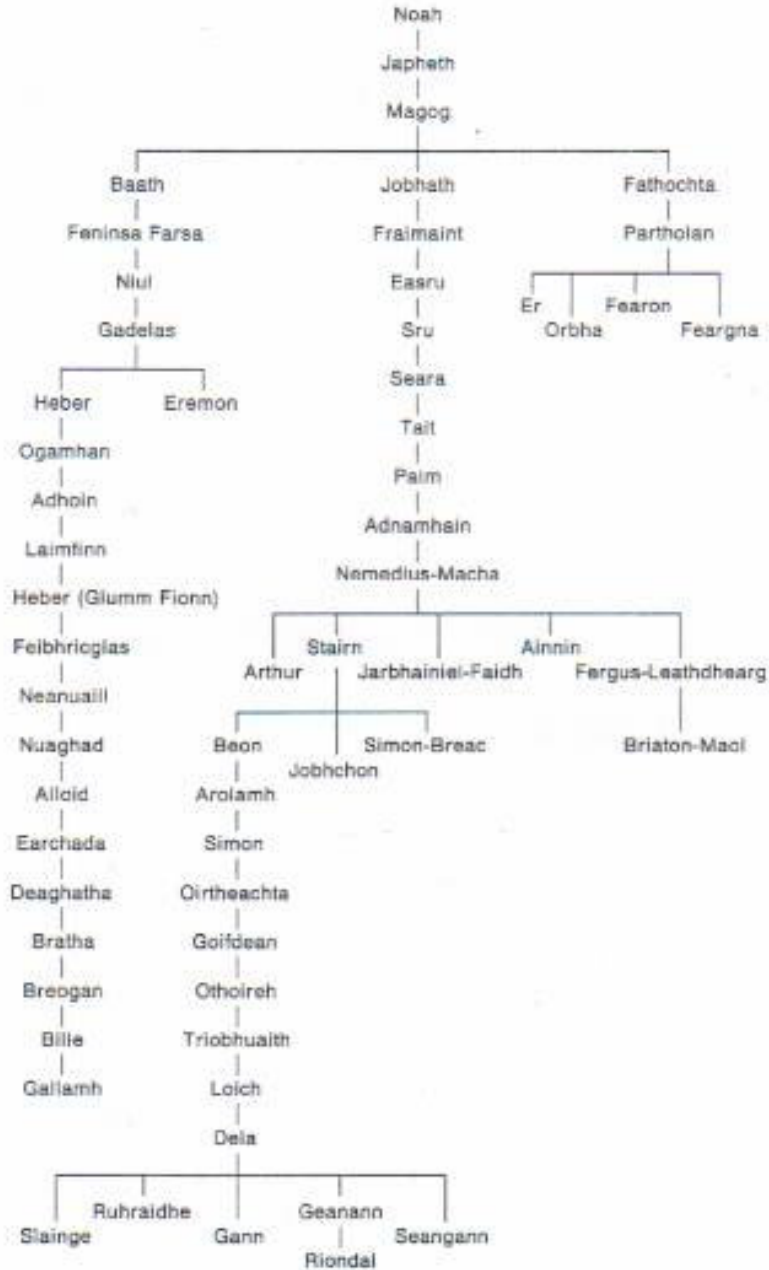 Noah
Japheth
Magog
Baath Jobhath Fathochta
Feninsa Farsa Fraimaint Partholan
Niul Easru
Er Fearon
Gadelas Sru Orbha Feargna
Seara
Heber Eremon
Tait
Ogamhan
Paim
Adhoin
Adnamhain
Laimfinn
Nemedius-Macha
Heber (Glumm Fionn)
Feibhricglas Stairn Ainnin
Arthur Jarbhainiel-Faidh Fergus-Leathdhearg
Neanuaill
Nuaghad Beon Simon-Breac Briaton-Maol
Jobhchon
Alloid Arolamh
Earchada Simon
Deaghatha Oirtheachta
Bratha Goifdean
Breogan Othoireh
Bille Triobhuaith
Gallamh Loich
Dela
Ruhraidhe Geanann
Slainge Gann Seangann
Riondal